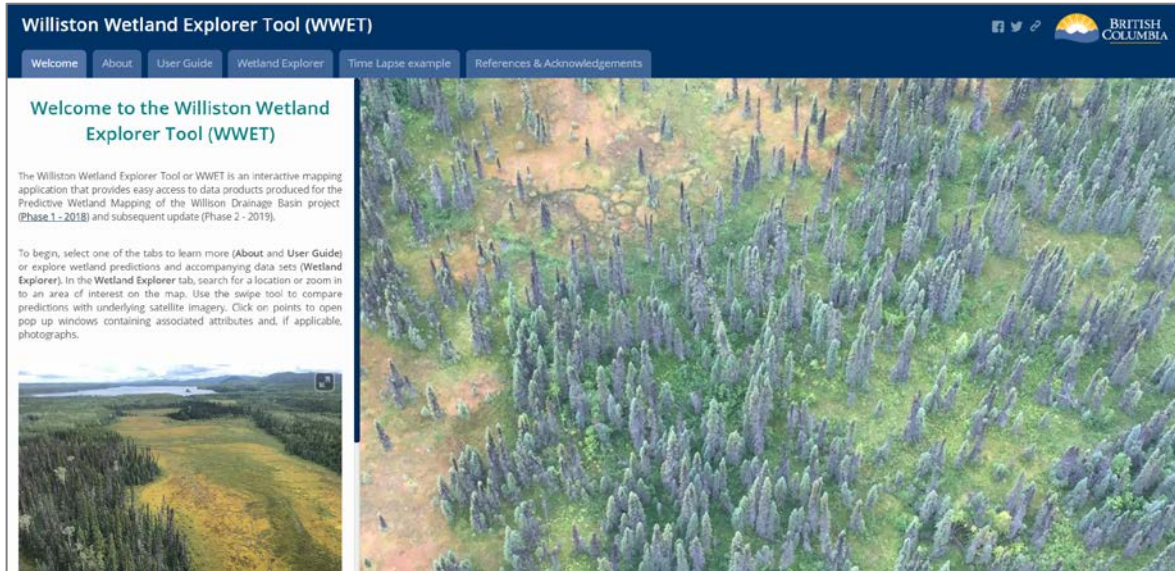 Williston Wetland Explorer Tool (WWET)
BRITISH
COLUMBIA
Welcome
About
User Guide
Wetland Explorer
Time Lapse example
References & Acknowledgements
Welcome to the Williston Wetland
Explorer Tool (WWET)
The Williston Wetland Explorer Tool or WWET is an interactive mapping
application that provides easy access to data products produced for the
Predictive Wetland Mapping of the Willison Drainage Basin project
(Phase 1 - 2018) and subsequent update (Phase 2 - 2019).
To begin, select one of the tabs to learn more (About and User Guide)
or explore wetland predictions and accompanying data sets (Wetland
Explorer). In the Wetland Explorer tab, search for a location or zoom in
to an area of interest on the map. Use the swipe tool to compare
predictions with underlying satellite imagery. Click on points to open
pop up windows containing associated attributes and, if applicable,
photographs.